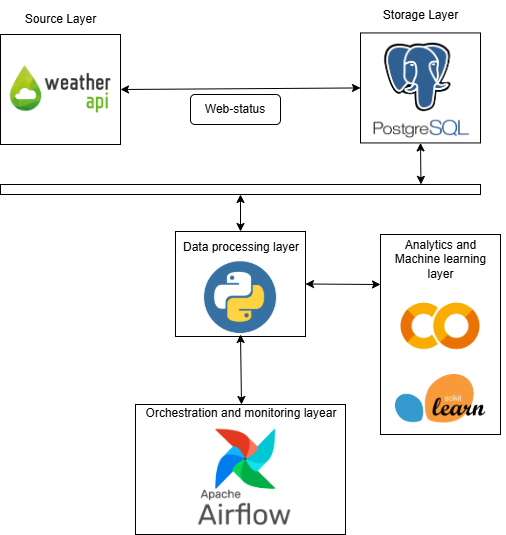 Source Layer
Storage Layer
weather
api
Web-status
PostgreSQL
Data processing layer
Analytics and
Machine learning
layer
scikit
learn
Orchestration and monitoring layear
Apache
Airflow